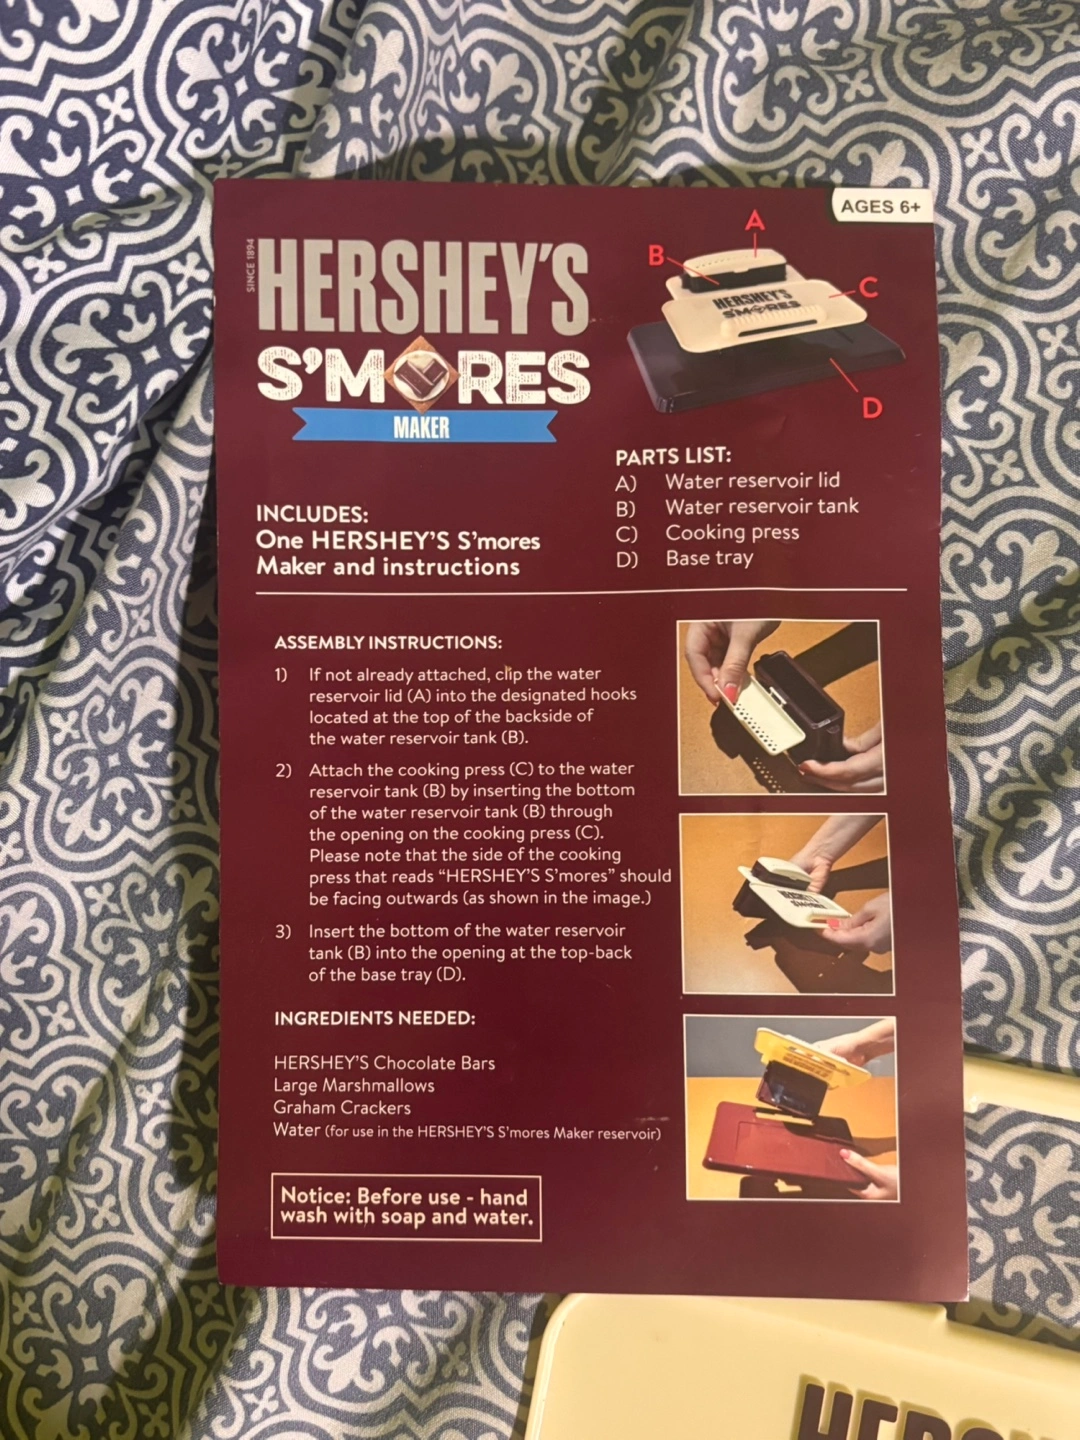 AGES 6+
SINCE 1894
HERSHEY'S
S'MORES
MAKER
A
B
C
D
HERSHEY'S
S'MORES
PARTS LIST:
A) Water reservoir lid
B) Water reservoir tank
C) Cooking press
D) Base tray
INCLUDES:
One HERSHEY'S S'mores
Maker and instructions
ASSEMBLY INSTRUCTIONS:
1) If not already attached, clip the water
reservoir lid (A) into the designated hooks
located at the top of the backside of
the water reservoir tank (B).
2) Attach the cooking press (C) to the water
reservoir tank (B) by inserting the bottom
of the water reservoir tank (B) through
the opening on the cooking press (C).
Please note that the side of the cooking
press that reads “HERSHEY'S S'mores” should
be facing outwards (as shown in the image.)
3) Insert the bottom of the water reservoir
tank (B) into the opening at the top-back
of the base tray (D).
INGREDIENTS NEEDED:
HERSHEY'S Chocolate Bars
Large Marshmallows
Graham Crackers
Water (for use in the HERSHEY'S S'mores Maker reservoir)
Notice: Before use - hand
wash with soap and water.